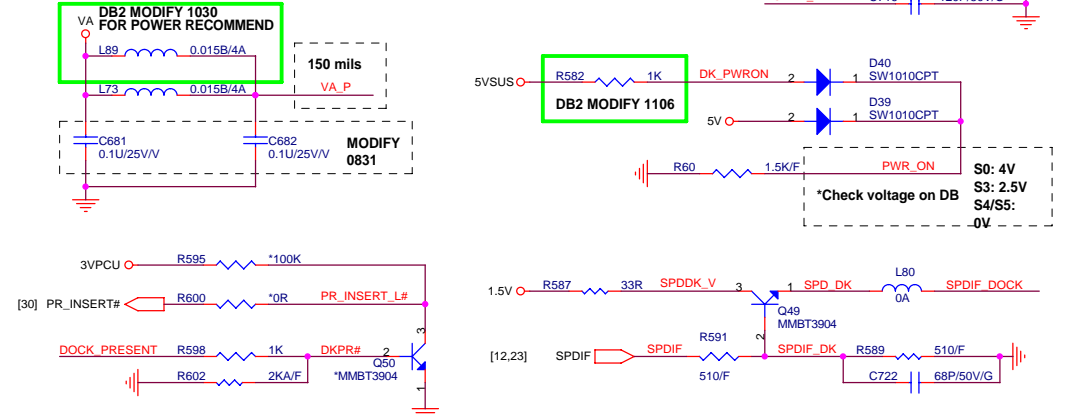 DB2 MODIFY 1030
FOR POWER RECOMMEND
VA
L89 0.015B/4A
L73 0.015B/4A
150 mils
VA_P
C681
0.1U/25V/V
C682
0.1U/25V/V
MODIFY
0831
5VSUS R582 1K DK_PWRON 2 1 D40
SW1010CPT
DB2 MODIFY 1106
5V 2 1 D39
SW1010CPT
R60 1.5K/F PWR_ON
*Check voltage on DB
S0: 4V
S3: 2.5V
S4/S5:
0V
3VPCU R595 *100K
[30] PR_INSERT# R600 *0R PR_INSERT_L#
DOCK_PRESENT R598 1K DKPR# 2
3
1
Q50
*MMBT3904
R602 2KA/F
1.5V R587 33R SPDDK_V 3 1 SPD_DK L80 SPDIF_DOCK
0A
Q49
MMBT3904
2
[12,23] SPDIF SPDIF R591 SPDIF_DK R589 510/F
510/F
C722 68P/50V/G